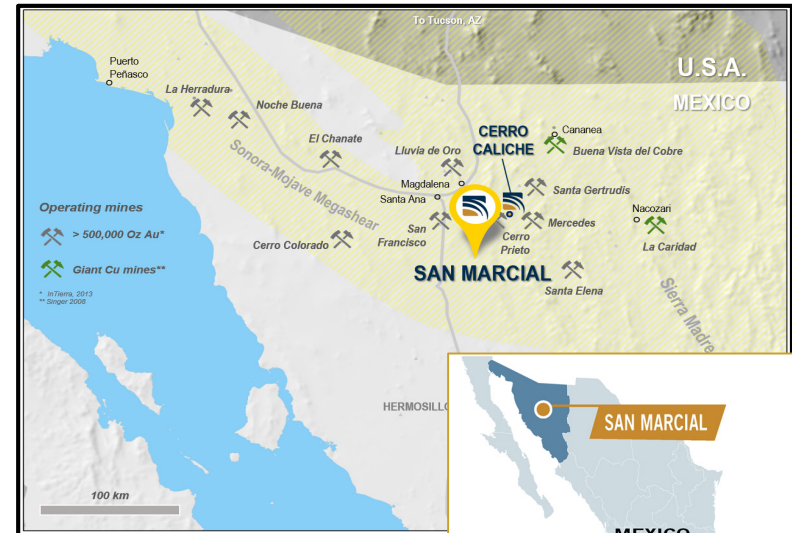 To Tucson, AZ
U.S.A.
MEXICO
Puerto
Peñasco
La Herradura
Noche Buena
El Chanate
Lluvia de Oro
CERRO
CALICHE
Cananea
Buena Vista del Cobre
Sonora-Mojave Megashear
Magdalena
Santa Ana
Santa Gertrudis
San
Francisco
Cerro
Prieto
Mercedes
Nacozari
La Caridad
Cerro Colorado
SAN MARCIAL
Santa Elena
Sierra Madre
Operating mines
> 500,000 Oz Au*
Giant Cu mines**
* InTierra, 2013
** Singer 2008
HERMOSILLO
100 km
SAN MARCIAL
MEXICO